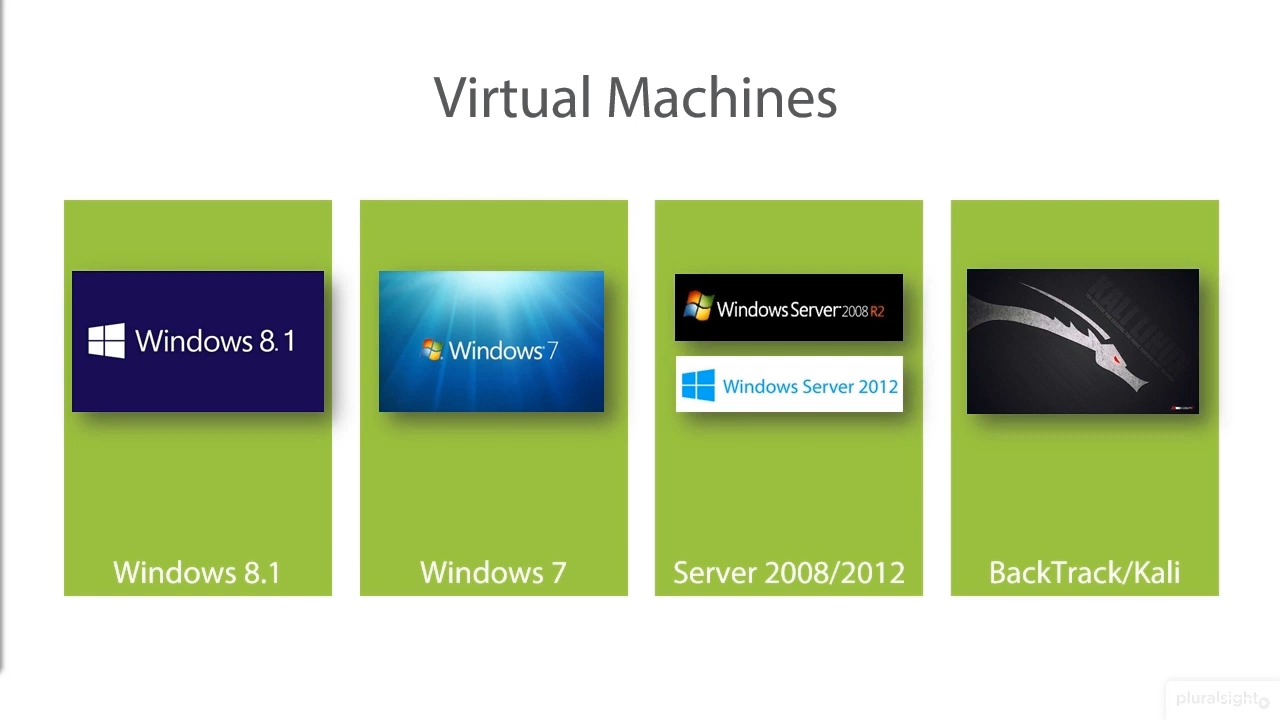 Virtual Machines
Windows 8.1
Windows 7
Windows Server 2008 R2
Windows Server 2012
Windows 8.1
Windows 7
Server 2008/2012
BackTrack/Kali
pluralsight